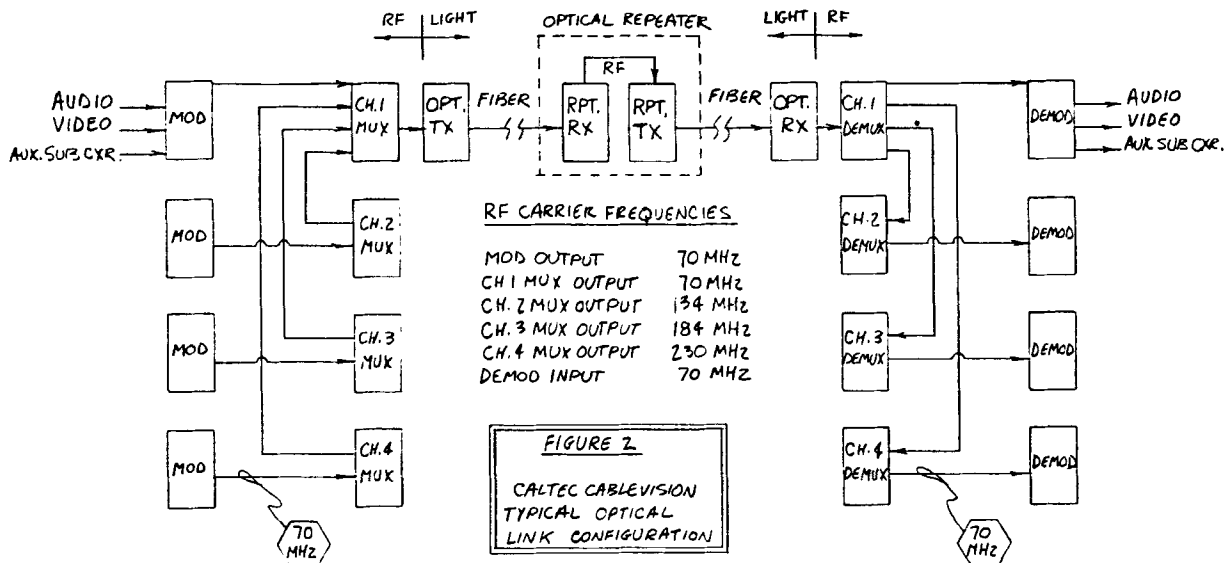 RF LIGHT
OPTICAL REPEATER
LIGHT RF
AUDIO
VIDEO
AUX. SUB. CXR.
MOD
CH.1
MUX
OPT.
TX
FIBER
RF
RPT.
RX
RPT.
TX
FIBER
OPT.
RX
CH. 1
DEMUX
DEMOD
AUDIO
VIDEO
AUX. SUB CXR.
MOD
CH.2
MUX
CH.2
DEMUX
DEMOD
RF CARRIER FREQUENCIES
MOD OUTPUT 70 MHZ
CH 1 MUX OUTPUT 70 MHZ
CH. 2 MUX OUTPUT 134 MHZ
CH. 3 MUX OUTPUT 184 MHZ
CH. 4 MUX OUTPUT 230 MHZ
DEMOD INPUT 70 MHZ
MOD
CH.3
MUX
CH.3
DEMUX
DEMOD
MOD
CH.4
MUX
CH.4
DEMUX
DEMOD
70
MHZ
FIGURE 2
CALTEC CABLEVISION
TYPICAL OPTICAL
LINK CONFIGURATION
70
MHZ